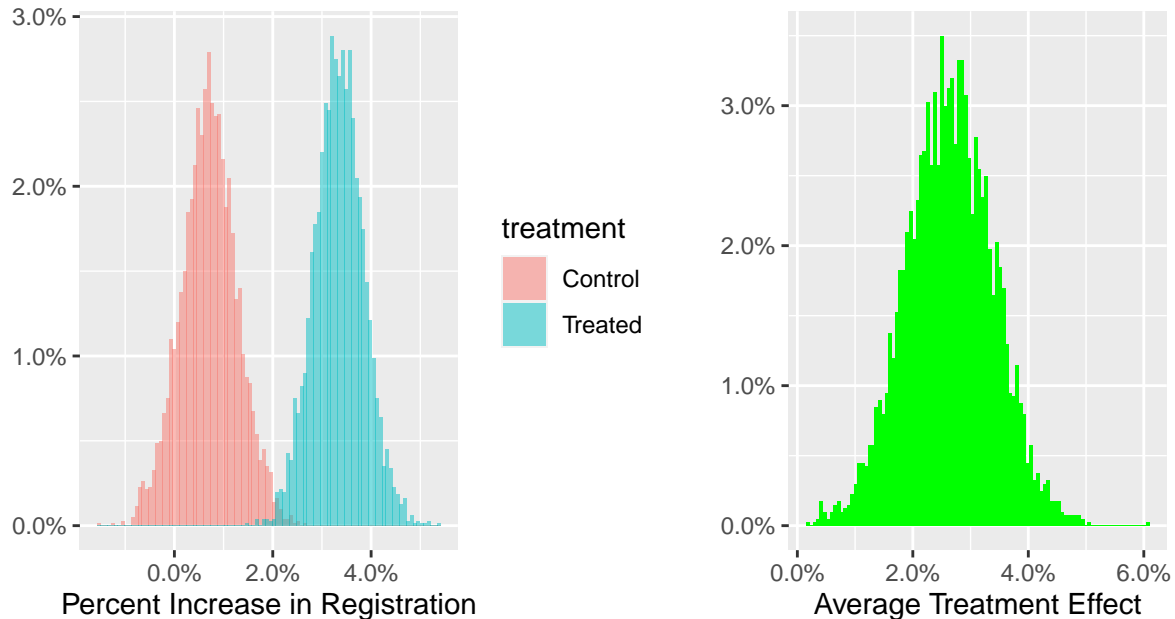 3.0%
2.0%
1.0%
0.0%
0.0% 2.0% 4.0%
Percent Increase in Registration
treatment
Control
Treated
3.0%
2.0%
1.0%
0.0%
0.0% 2.0% 4.0% 6.0%
Average Treatment Effect